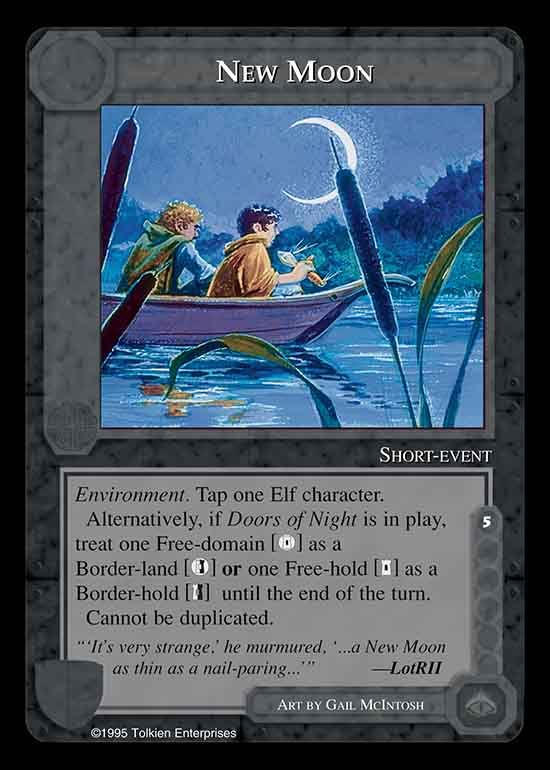 NEW MOON
SHORT-EVENT
Environment. Tap one Elf character.
Alternatively, if Doors of Night is in play,
treat one Free-domain [ ] as a
Border-land [ ] or one Free-hold [ ] as a
Border-hold [ ] until the end of the turn.
Cannot be duplicated.
5
“‘It’s very strange,’ he murmured, ‘...a New Moon
as thin as a nail-paring...’” —LotRII
ART BY GAIL MCINTOSH
©1995 Tolkien Enterprises